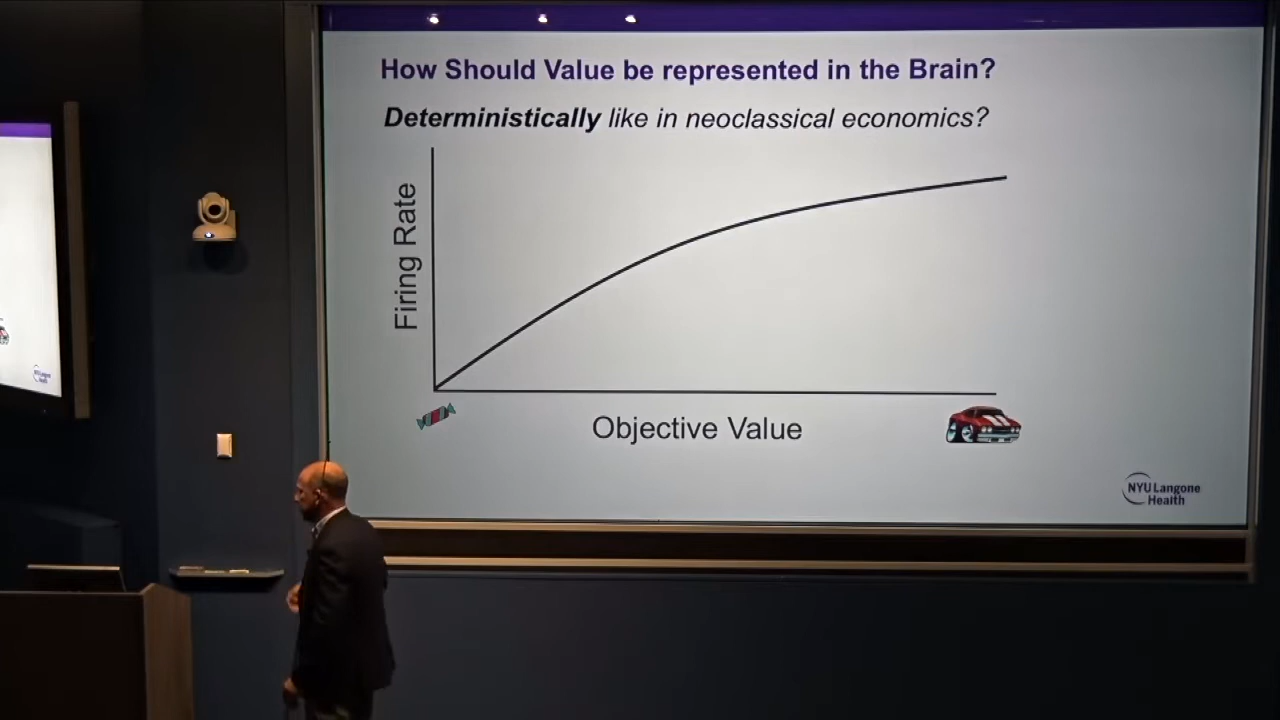 How Should Value be represented in the Brain?
Deterministically like in neoclassical economics?
Firing Rate
Objective Value
NYU Langone
Health